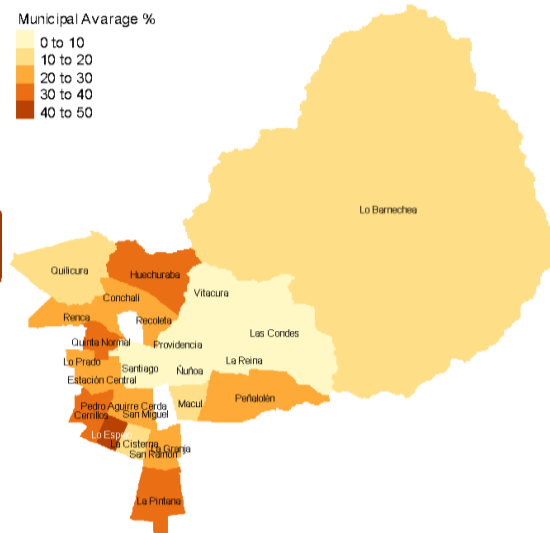 Municipal Avarage %
0 to 10
10 to 20
20 to 30
30 to 40
40 to 50
Lo Barnechea
Quilicura
Huechuraba
Vitacura
Conchalí
Renca
Recoleta
Las Condes
Quinta Normal
Providencia
Lo Prado
La Reina
Santiago
Ñuñoa
Estación Central
Peñalolén
Macul
Pedro Aguirre Cerda
Cerrillos
San Miguel
Lo Espejo
La Cisterna
La Granja
San Ramón
La Pintana